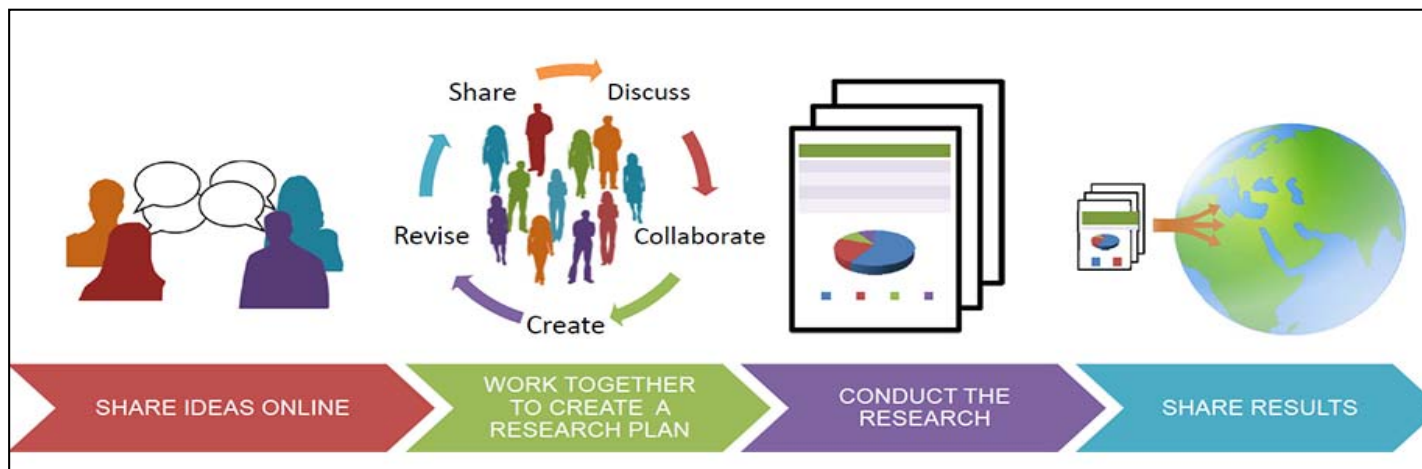 Share
Discuss
Collaborate
Create
Revise
SHARE IDEAS ONLINE
WORK TOGETHER
TO CREATE A
RESEARCH PLAN
CONDUCT THE
RESEARCH
SHARE RESULTS